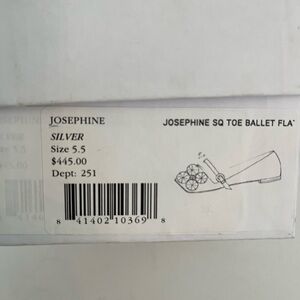 JOSEPHINE
SILVER
Size 5.5
$445.00
Dept: 251
JOSEPHINE SQ TOE BALLET FLA
8 41402 10369 8